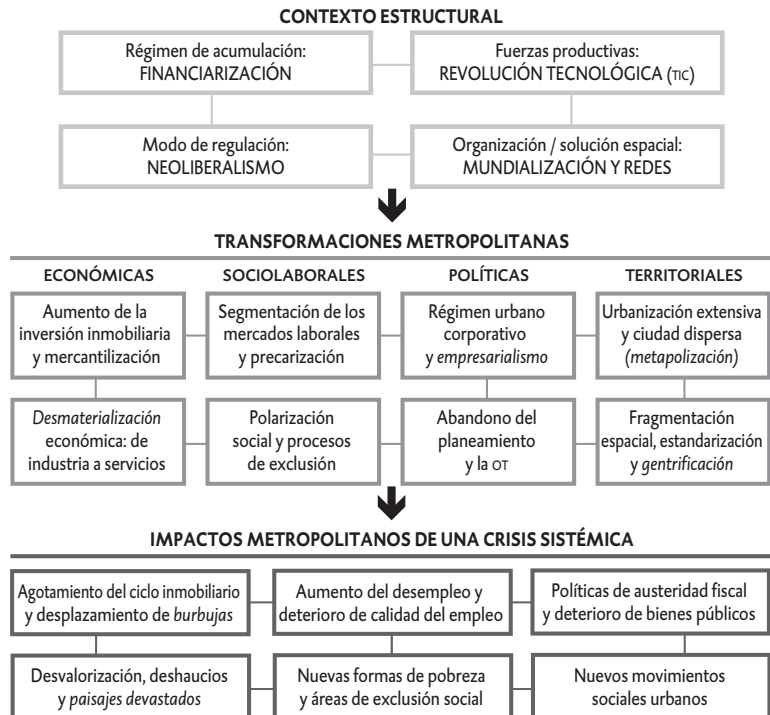 CONTEXTO ESTRUCTURAL
Régimen de acumulación:
FINANCIARIZACIÓN
Fuerzas productivas:
REVOLUCIÓN TECNOLÓGICA (TIC)
Modo de regulación:
NEOLIBERALISMO
Organización / solución espacial:
MUNDIALIZACIÓN Y REDES
TRANSFORMACIONES METROPOLITANAS
ECONÓMICAS
SOCIOLABORALES
POLÍTICAS
TERRITORIALES
Aumento de la
inversión inmobiliaria
y mercantilización
Segmentación de los
mercados laborales
y precarización
Régimen urbano
corporativo
y empresarialismo
Urbanización extensiva
y ciudad dispersa
(metapolización)
Desmaterialización
económica: de
industria a servicios
Polarización
social y procesos
de exclusión
Abandono del
planeamiento
y la OT
Fragmentación
espacial, estandarización
y gentrificación
IMPACTOS METROPOLITANOS DE UNA CRISIS SISTÉMICA
Agotamiento del ciclo inmobiliario
y desplazamiento de burbujas
Aumento del desempleo y
deterioro de calidad del empleo
Políticas de austeridad fiscal
y deterioro de bienes públicos
Desvalorización, deshaucios
y paisajes devastados
Nuevas formas de pobreza
y áreas de exclusión social
Nuevos movimientos
sociales urbanos